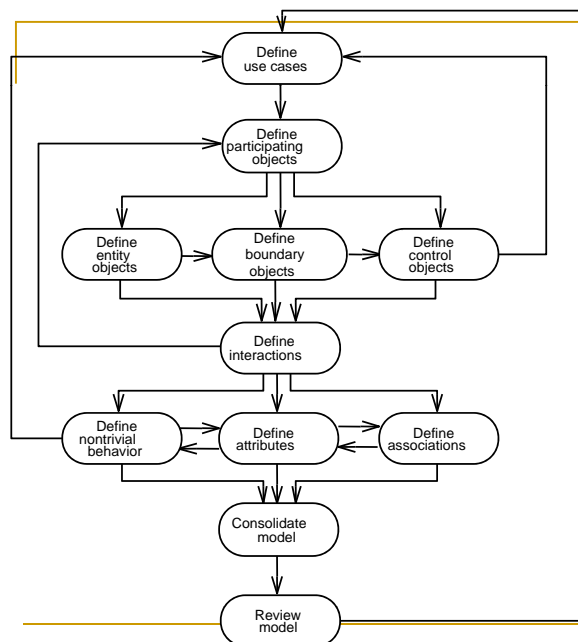 Define
use cases
Define
participating
objects
Define
entity
objects
Define
boundary
objects
Define
control
objects
Define
interactions
Define
nontrivial
behavior
Define
attributes
Define
associations
Consolidate
model
Review
model